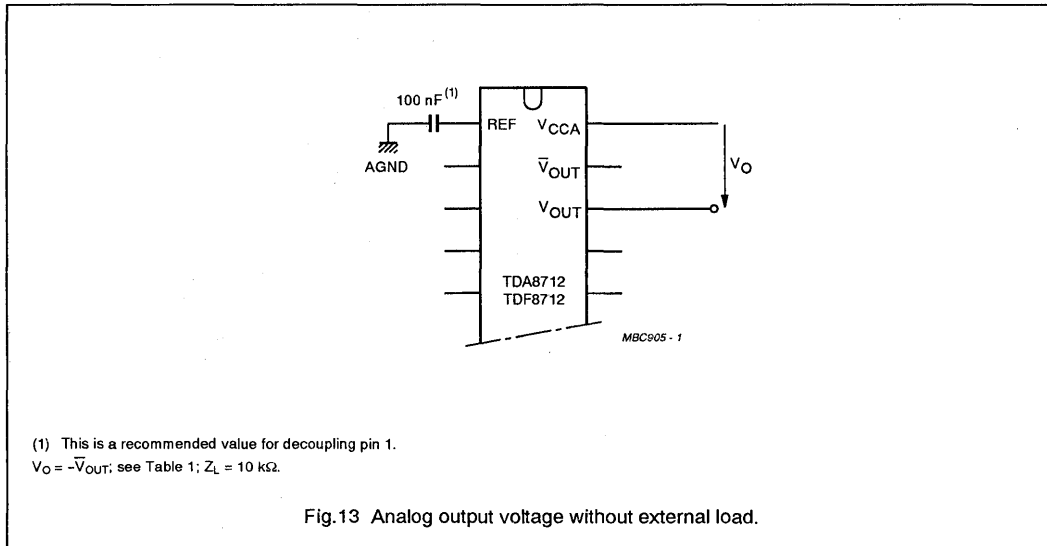 100 nF(1)
REF
VCCA
AGND
V̅OUT
VO
VOUT
TDA8712
TDF8712
MBC905 - 1
(1) This is a recommended value for decoupling pin 1.
VO = -V̅OUT; see Table 1; ZL = 10 kΩ.
Fig.13 Analog output voltage without external load.